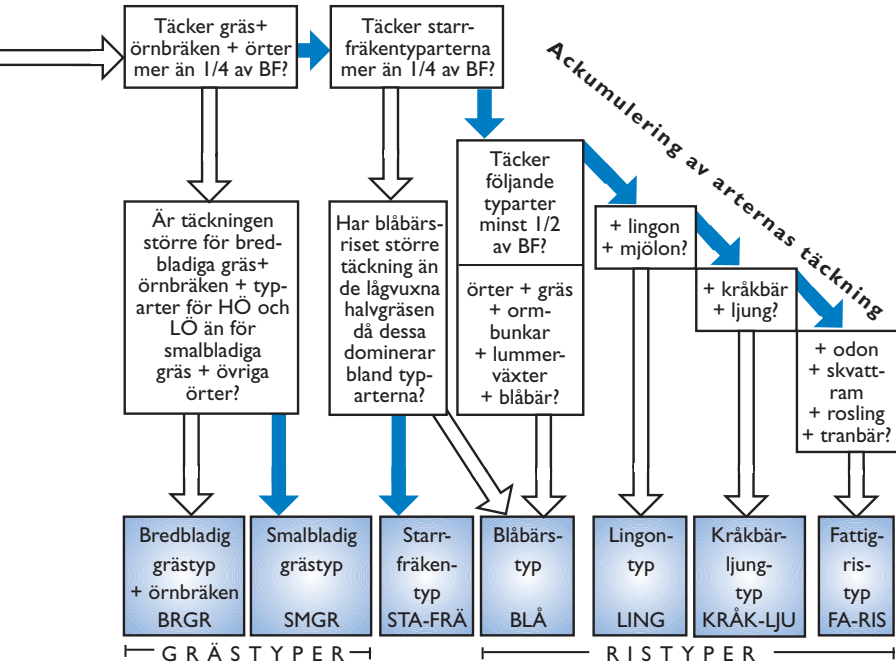 Täcker gräs+
örnbräken + örter
mer än 1/4 av BF?
Täcker starr-
fräkentyparterna
mer än 1/4 av BF?
Ackumulering av arternas täckning
Är täckningen
större för bred-
bladiga gräs+
örnbräken + typ-
arter för HÖ och
LÖ än för
smalbladiga
gräs + övriga
örter?
Har blåbärs-
riset större
täckning än
de lågvuxna
halvgräsen
då dessa
dominerar
bland typ-
arterna?
Täcker
följande
typarter
minst 1/2
av BF?
örter + gräs
+ orm-
bunkar
+ lummer-
växter
+ blåbär?
+ lingon
+ mjölon?
+ kråkbär
+ ljung?
+ odon
+ skvatt-
ram
+ rosling
+ tranbär?
Bredbladig
grästyp
+ örnbräken
BRGR
Smalbladig
grästyp
SMGR
Starr-
fräken-
typ
STA-FRÄ
Blåbärs-
typ
BLÅ
Lingon-
typ
LING
Kråkbär-
ljung-
typ
KRÅK-LJU
Fattig-
ris-
typ
FA-RIS
GRÄSTYPER
RISTYPER